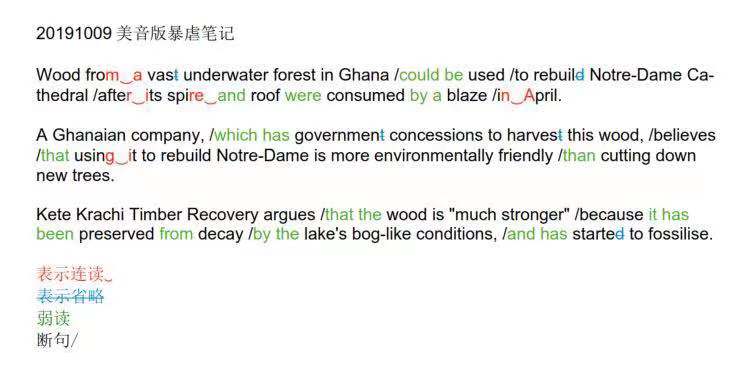 20191009 美音版暴虐笔记
Wood from‿a vast underwater forest in Ghana /could be used /to rebuild Notre-Dame Ca-
thedral /after‿its spire‿and roof were consumed by a blaze /in‿April.
A Ghanaian company, /which has government concessions to harvest this wood, /believes
/that using‿it to rebuild Notre-Dame is more environmentally friendly /than cutting down
new trees.
Kete Krachi Timber Recovery argues /that the wood is "much stronger" /because it has
been preserved from decay /by the lake's bog-like conditions, /and has started to fossilise.
表示连读‿
表示省略
弱读
断句/